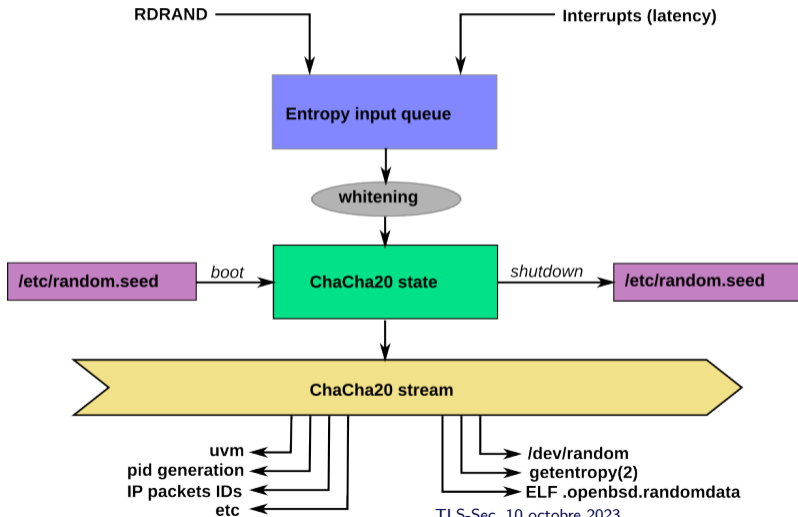 RDRAND
Interrupts (latency)
Entropy input queue
whitening
/etc/random.seed
boot
ChaCha20 state
shutdown
/etc/random.seed
ChaCha20 stream
uvm
pid generation
IP packets IDs
etc
/dev/random
getentropy(2)
ELF .openbsd.randomdata
TLS-Sec, 10 octobre 2023